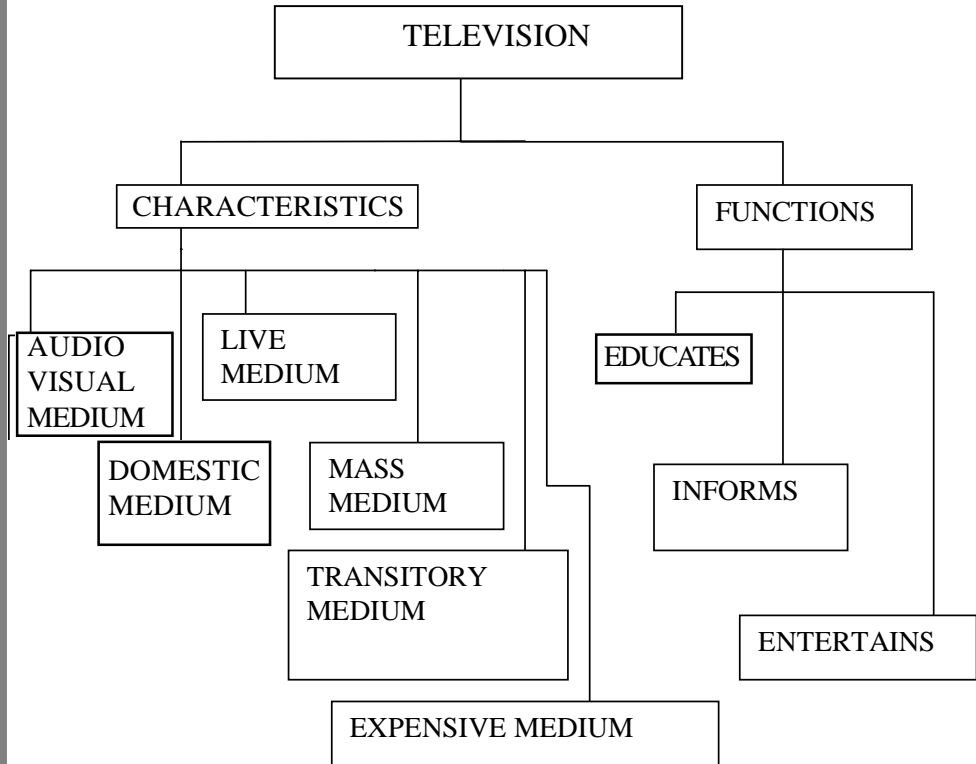 TELEVISION
CHARACTERISTICS
FUNCTIONS
AUDIO
VISUAL
MEDIUM
LIVE
MEDIUM
EDUCATES
DOMESTIC
MEDIUM
MASS
MEDIUM
INFORMS
TRANSITORY
MEDIUM
ENTERTAINS
EXPENSIVE MEDIUM